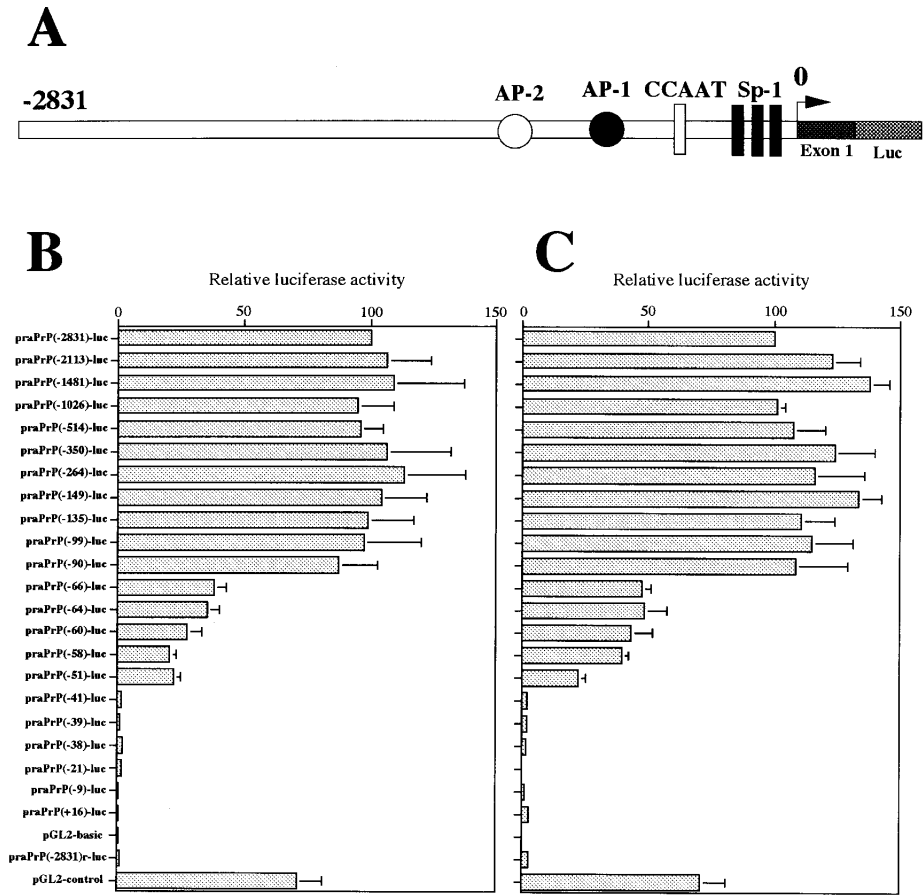 A
-2831
AP-2
AP-1
CCAAT
Sp-1
0
Exon 1
Luc
B
Relative luciferase activity
0
50
100
150
C
Relative luciferase activity
0
50
100
150
praPrP(-2831)-luc
praPrP(-2113)-luc
praPrP(-1481)-luc
praPrP(-1026)-luc
praPrP(-514)-luc
praPrP(-350)-luc
praPrP(-264)-luc
praPrP(-149)-luc
praPrP(-135)-luc
praPrP(-99)-luc
praPrP(-90)-luc
praPrP(-66)-luc
praPrP(-64)-luc
praPrP(-60)-luc
praPrP(-58)-luc
praPrP(-51)-luc
praPrP(-41)-luc
praPrP(-39)-luc
praPrP(-38)-luc
praPrP(-21)-luc
praPrP(-9)-luc
praPrP(+16)-luc
pGL2-basic
praPrP(-2831)r-luc
pGL2-control